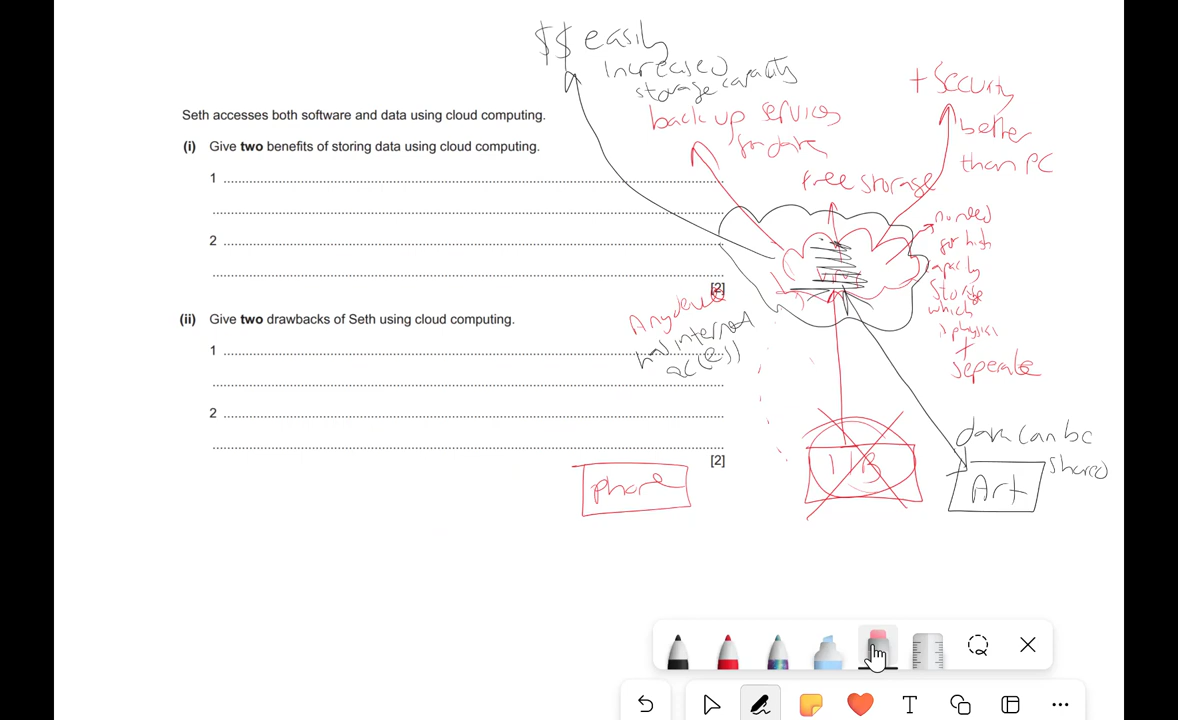 $$ easily
increased
storage capacity
back up services
for data
+ Security
better
than PC
free storage
no need
for high
capacity
storage
which
physical
+
seperate
Seth accesses both software and data using cloud computing.
(i) Give two benefits of storing data using cloud computing.
1
2
[2]
Any device
has internet
access
(ii) Give two drawbacks of Seth using cloud computing.
1
2
[2]
phone
data can be
shared
Art
T